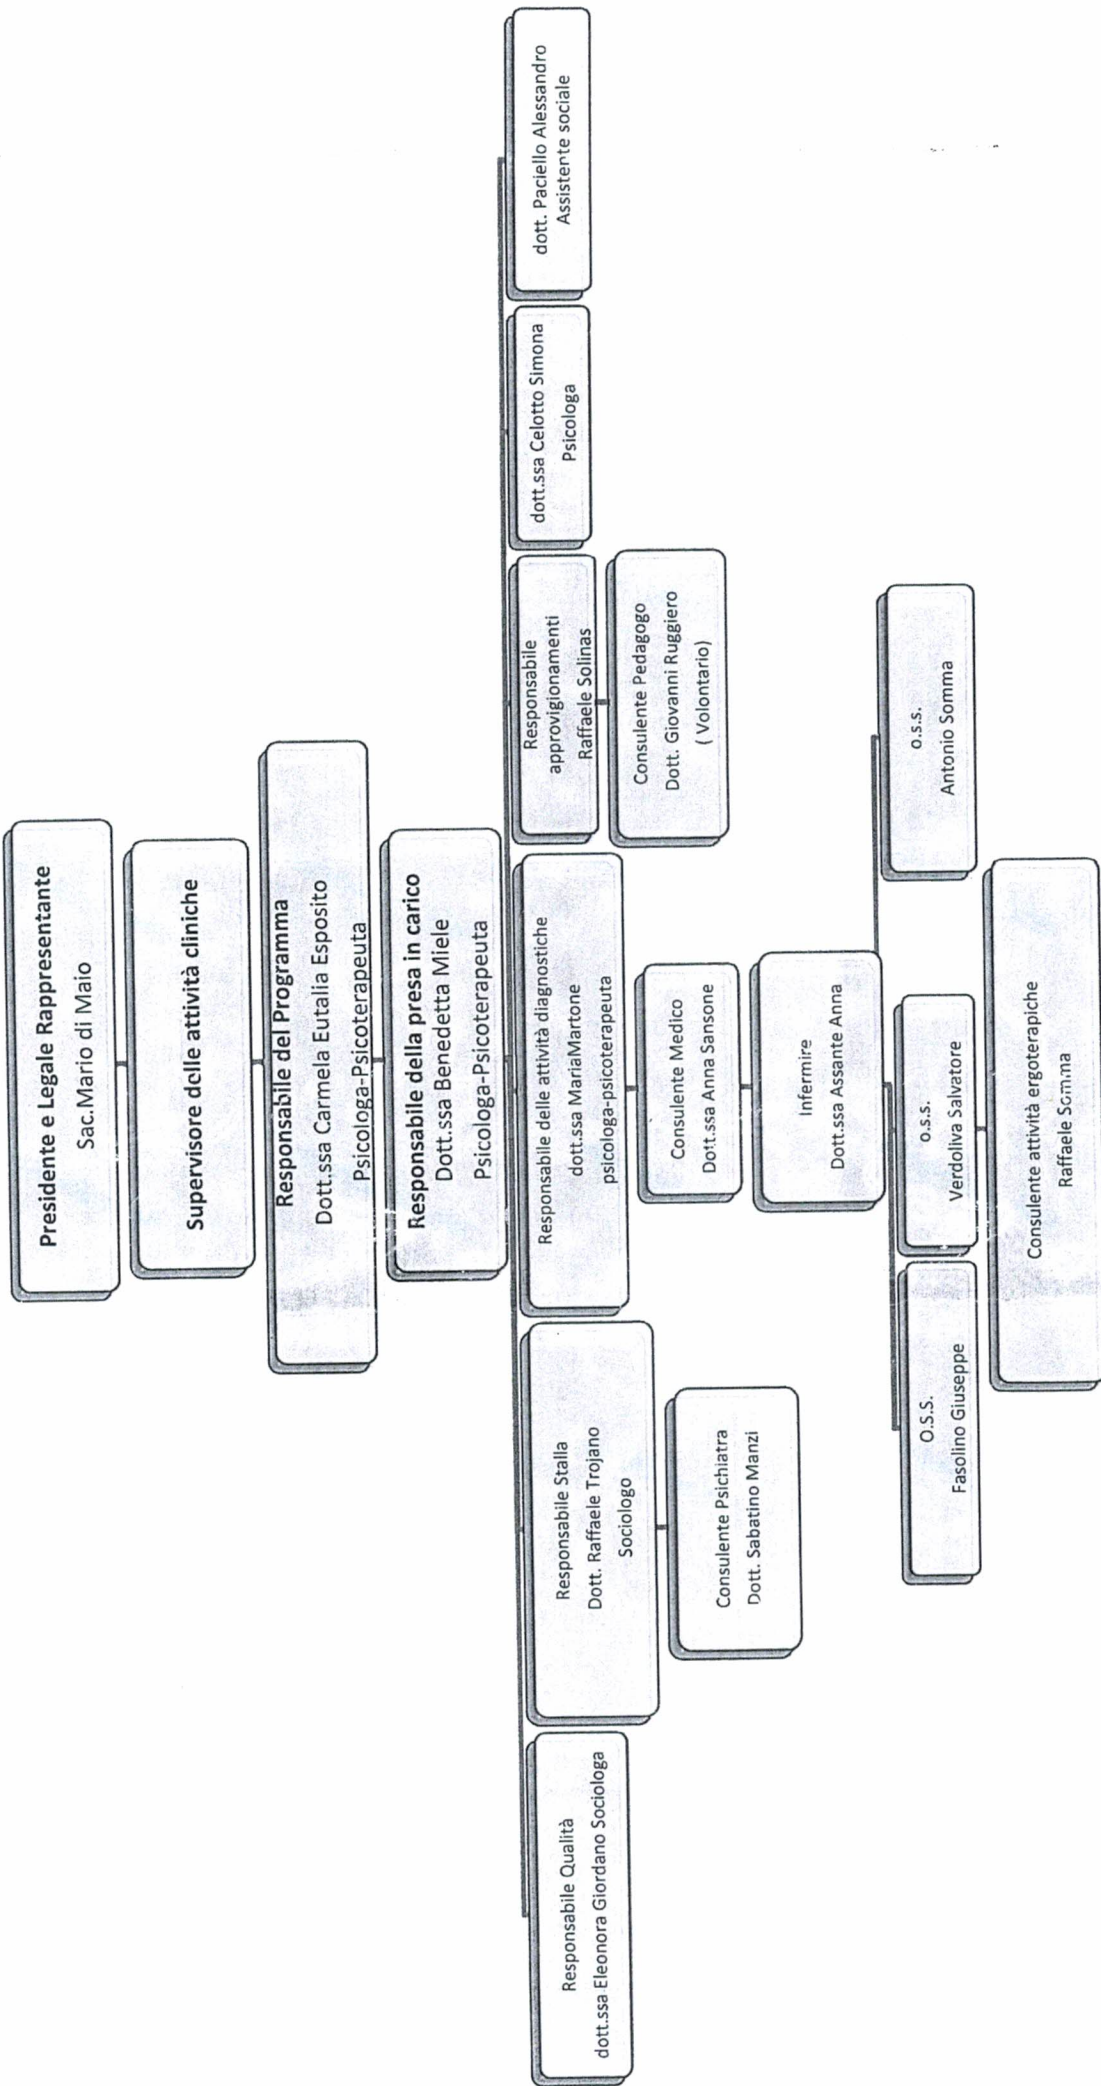 Presidente e Legale Rappresentante
Sac.Mario di Maio
Supervisore delle attività cliniche
Responsabile del Programma
Dott.ssa Carmela Eutalia Esposito
Psicologa-Psicoterapeuta
Responsabile della presa in carico
Dott.ssa Benedetta Miele
Psicologa-Psicoterapeuta
Responsabile Qualità
dott.ssa Eleonora Giordano Sociologa
Responsabile Stalla
Dott. Raffaele Trojano
Sociologo
Responsabile delle attività diagnostiche
dott.ssa MariaMartone
psicologa-psicoterapeuta
Responsabile
approvigionamenti
Raffaele Solinas
dott.ssa Celotto Simona
Psicologa
dott. Paciello Alessandro
Assistente sociale
Consulente Psichiatra
Dott. Sabatino Manzi
Consulente Medico
Dott.ssa Anna Sansone
Consulente Pedagogo
Dott. Giovanni Ruggiero
( Volontario)
Infermire
Dott.ssa Assante Anna
O.S.S.
Fasolino Giuseppe
o.s.s.
Verdoliva Salvatore
o.s.s.
Antonio Somma
Consulente attività ergoterapiche
Raffaele Somma